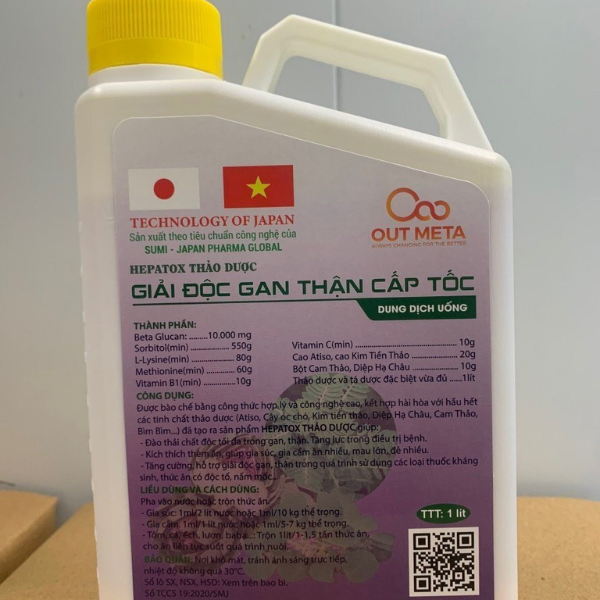 TECHNOLOGY OF JAPAN
Sản xuất theo tiêu chuẩn công nghệ của
SUMI - JAPAN PHARMA GLOBAL
OUT META
ALWAYS CHANGING FOR THE BETTER
HEPATOX THẢO DƯỢC
GIẢI ĐỘC GAN THẬN CẤP TỐC
DUNG DỊCH UỐNG
THÀNH PHẦN:
Beta Glucan: ........10.000 mg
Sorbitol(min) .................... 550g
L-Lysine(min) .................... 80g
Methionine(min) .............. 60g
Vitamin B1(min) ................10g
Vitamin C(min) ........................................ 10g
Cao Atiso, cao Kim Tiền Thảo ................ 20g
Bột Cam Thảo, Diệp Hạ Châu ................ 10g
Thảo dược và tá dược đặc biệt vừa đủ .....1lít
CÔNG DỤNG:
Được bào chế bằng công thức hợp lý và công nghệ cao, kết hợp hài hòa với hầu hết
các tinh chất thảo dược (Atiso, Cây óc chó, Kim tiền thảo, Diệp Hạ Châu, Cam Thảo,
Bìm Bìm...) đã tạo ra sản phẩm HEPATOX THẢO DƯỢC giúp:
- Đào thải chất độc tối đa trong gan, thận. Tăng lực trong điều trị bệnh.
- Kích thích thèm ăn, giúp gia súc, gia cầm ăn nhiều, mau lớn, đẻ nhiều.
- Tăng cường, hỗ trợ giải độc gan, thận trong quá trình sử dụng các loại thuốc kháng
sinh, thức ăn có độc tố, nấm mốc.
LIỀU DÙNG VÀ CÁCH DÙNG:
Pha vào nước hoặc trộn thức ăn.
- Gia súc: 1ml/2 lít nước hoặc 1ml/10 kg thể trọng.
- Gia cầm: 1ml/1 lít nước hoặc 1ml/5-7 kg thể trọng.
- Tôm, cá, ếch, lươn, baba...: Trộn 1lít/1-1,5 tấn thức ăn,
cho ăn liên tục suốt quá trình nuôi.
BẢO QUẢN: Nơi khô mát, tránh ánh sáng trực tiếp,
nhiệt độ không quá 30°C.
Số lô SX, NSX, HSD: Xem trên bao bì.
Số TCCS 19:2020/SMJ
TTT: 1 lít